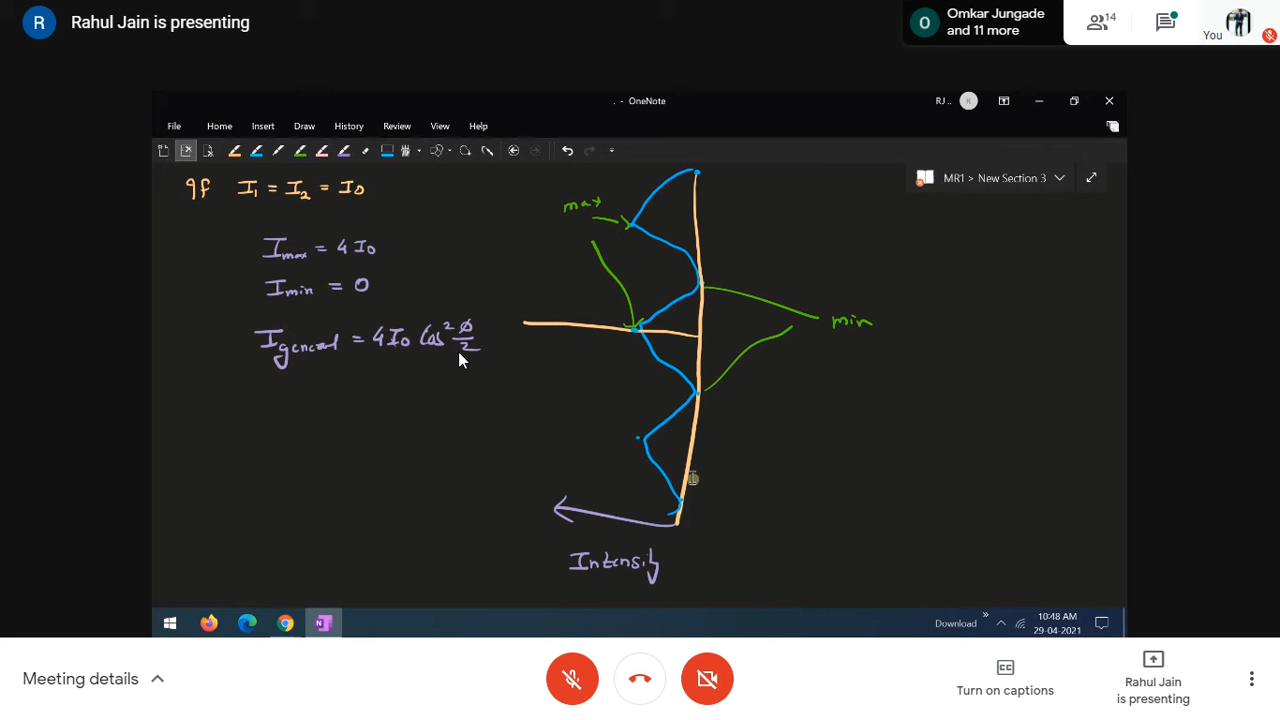 R Rahul Jain is presenting
O Omkar Jungade and 11 more
14
You
. - OneNote
RJ ..
File Home Insert Draw History Review View Help
MR1 > New Section 3
If I₁ = I₂ = I₀
Imax = 4 I₀
Imin = 0
Igeneral = 4I₀ Cos² ø/2
max
min
Intensity
Download
10:48 AM
29-04-2021
Meeting details
Turn on captions
Rahul Jain
is presenting